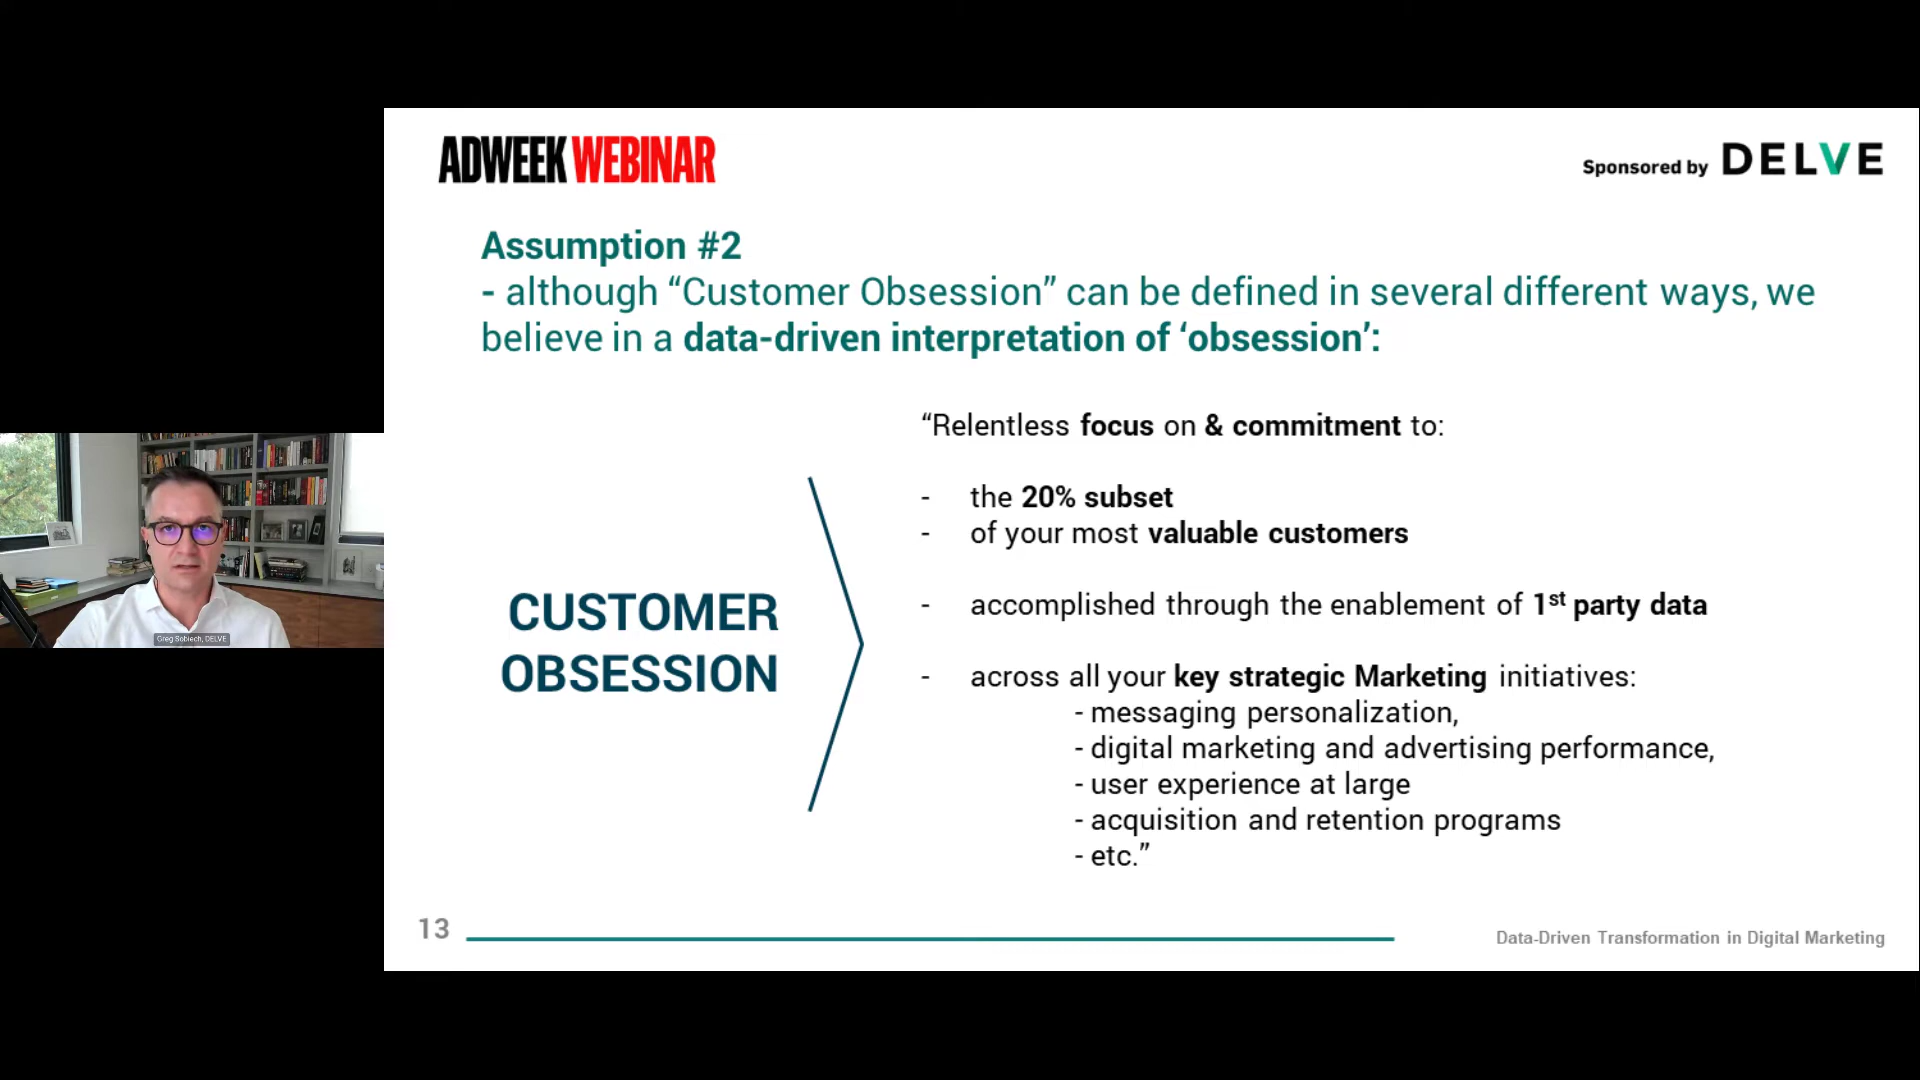 ADWEEK WEBINAR
Sponsored by DELVE
Assumption #2
- although “Customer Obsession” can be defined in several different ways, we
believe in a data-driven interpretation of ‘obsession’:
“Relentless focus on & commitment to:
- the 20% subset
- of your most valuable customers
- accomplished through the enablement of 1st party data
- across all your key strategic Marketing initiatives:
- messaging personalization,
- digital marketing and advertising performance,
- user experience at large
- acquisition and retention programs
- etc.”
CUSTOMER
OBSESSION
Greg Sobiech, DELVE
13
Data-Driven Transformation in Digital Marketing